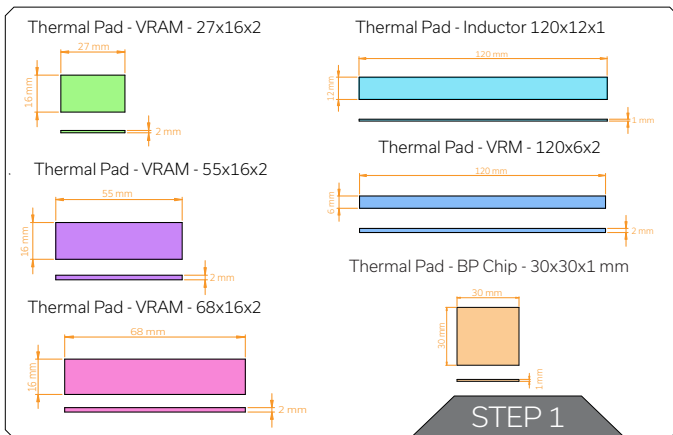 Thermal Pad - VRAM - 27x16x2
27 mm
16mm
2 mm
Thermal Pad - VRAM - 55x16x2
55 mm
16 mm
2 mm
Thermal Pad - VRAM - 68x16x2
68 mm
16 mm
2 mm
Thermal Pad - Inductor 120x12x1
120 mm
12 mm
1 mm
Thermal Pad - VRM - 120x6x2
120 mm
6 mm
2 mm
Thermal Pad - BP Chip - 30x30x1 mm
30 mm
30 mm
1 mm
STEP 1